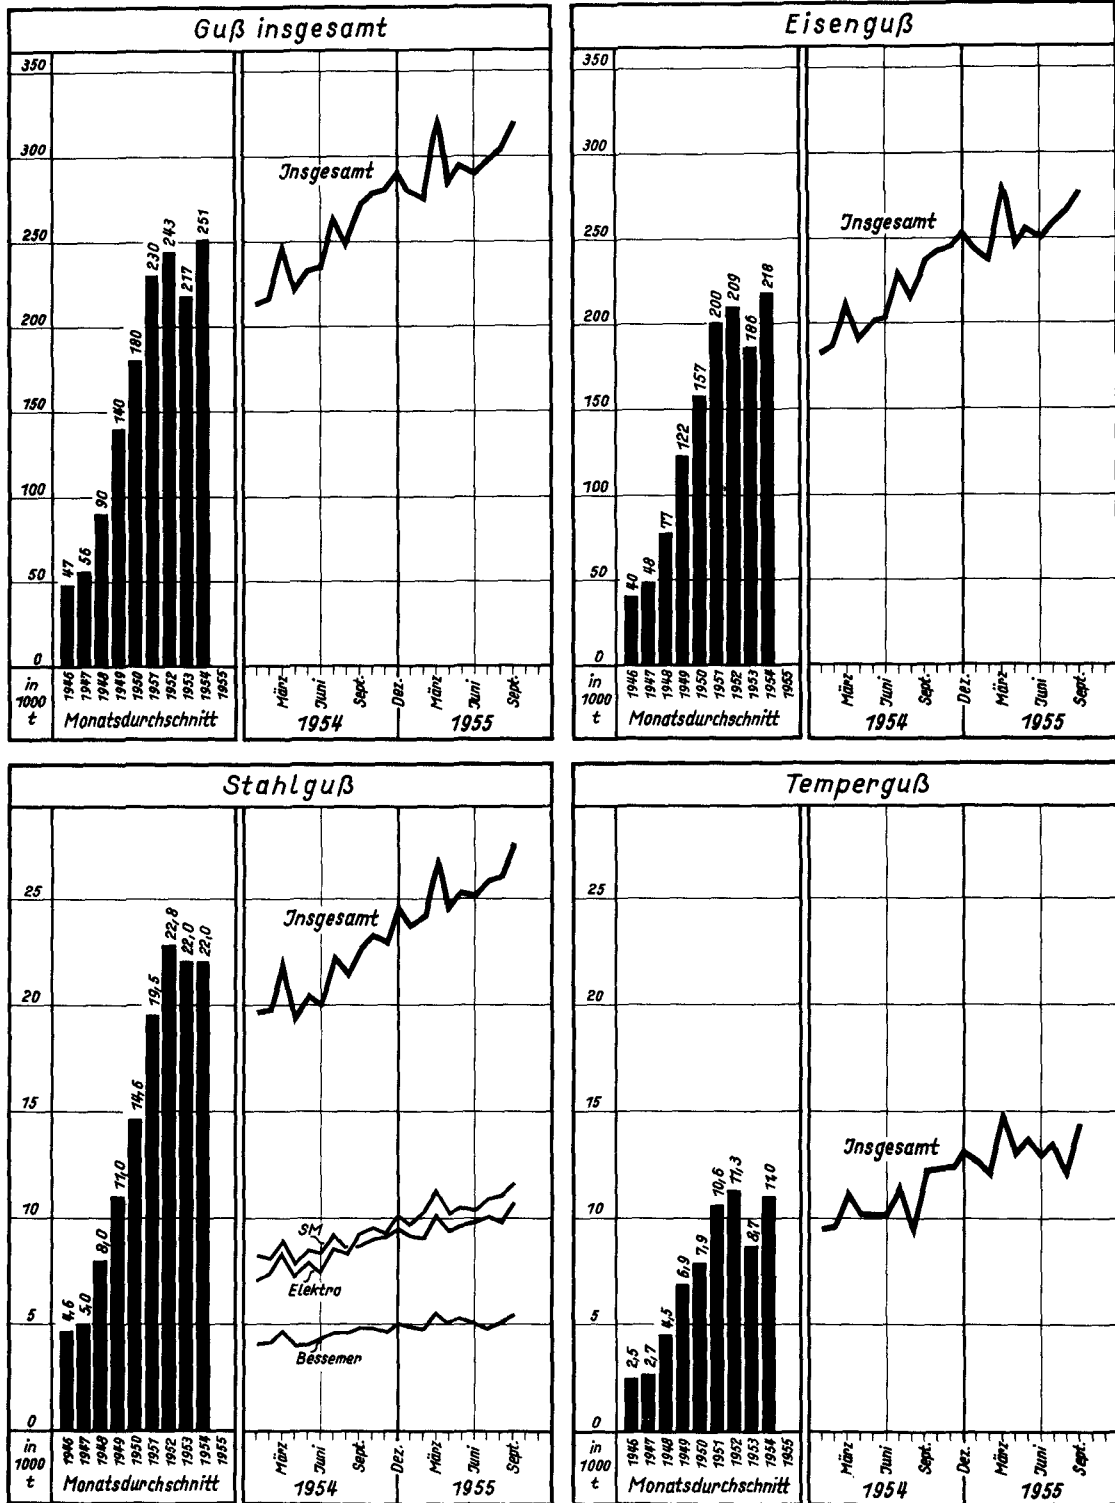 Guß insgesamt
350
300
250
200
150
100
50
0
in
1000
t
47
56
90
140
180
230
243
217
251
1946
1947
1948
1949
1950
1951
1952
1953
1954
1955
Monatsdurchschnitt
Insgesamt
März
Juni
Sept.
Dez.
März
Juni
Sept.
1954
1955
Eisenguß
350
300
250
200
150
100
50
0
in
1000
t
40
48
77
122
157
200
209
186
218
1946
1947
1948
1949
1950
1951
1952
1953
1954
1955
Monatsdurchschnitt
Insgesamt
März
Juni
Sept.
Dez.
März
Juni
Sept.
1954
1955
Stahlguß
25
20
15
10
5
0
in
1000
t
4,6
5,0
8,0
11,0
14,6
19,5
22,8
22,0
22,0
1946
1947
1948
1949
1950
1951
1952
1953
1954
1955
Monatsdurchschnitt
Insgesamt
SM
Elektro
Bessemer
März
Juni
Sept.
Dez.
März
Juni
Sept.
1954
1955
Temperguß
25
20
15
10
5
0
in
1000
t
2,5
2,7
4,5
6,9
7,9
10,6
11,3
8,7
11,0
1946
1947
1948
1949
1950
1951
1952
1953
1954
1955
Monatsdurchschnitt
Insgesamt
März
Juni
Sept.
Dez.
März
Juni
Sept.
1954
1955